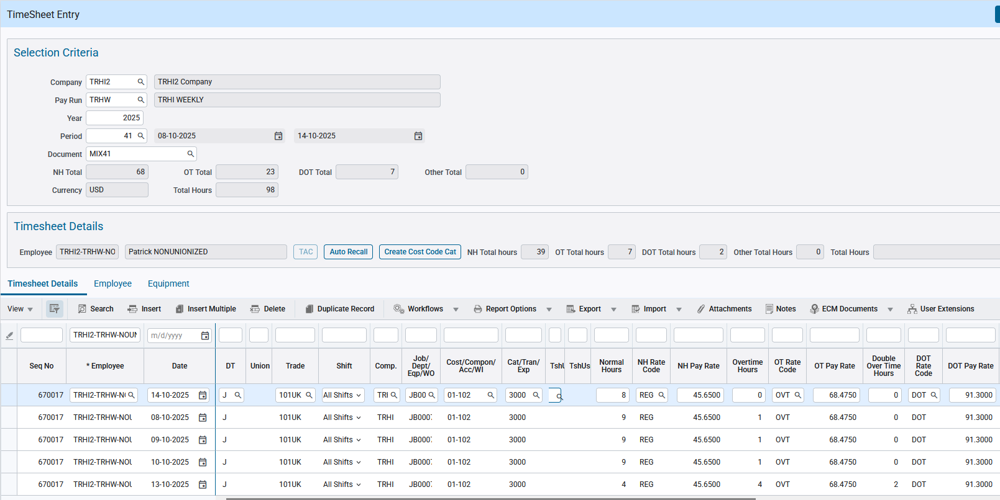 TimeSheet Entry
Selection Criteria
Company TRHI2 TRHI2 Company
Pay Run TRHW TRHI WEEKLY
Year 2025
Period 41 08-10-2025 14-10-2025
Document MIX41
NH Total 68 OT Total 23 DOT Total 7 Other Total 0
Currency USD Total Hours 98
Timesheet Details
Employee TRHI2-TRHW-NO Patrick NONUNIONIZED TAC Auto Recall Create Cost Code Cat NH Total hours 39 OT Total hours 7 DOT Total hours 2 Other Total Hours 0 Total Hours
Timesheet Details Employee Equipment
View Search Insert Insert Multiple Delete Duplicate Record Workflows Report Options Export Import Attachments Notes ECM Documents User Extensions
TRHI2-TRHW-NOUN m/d/yyyy
Seq No * Employee Date DT Union Trade Shift Comp. Job/ Dept/ Eqp/WO Cost/Compon/ Acc/WI Cat/Tran/ Exp TshU TshUs Normal Hours NH Rate Code NH Pay Rate Overtime Hours OT Rate Code OT Pay Rate Double Over Time Hours DOT Rate Code DOT Pay Rate
670017 TRHI2-TRHW-N 14-10-2025 J 101UK All Shifts TRI JB00 01-102 3000 8 REG 45.6500 0 OVT 68.4750 0 DOT 91.3000
670017 TRHI2-TRHW-NOU 08-10-2025 J 101UK All Shifts TRHI JB0007 01-102 3000 9 REG 45.6500 1 OVT 68.4750 0 DOT 91.3000
670017 TRHI2-TRHW-NOU 09-10-2025 J 101UK All Shifts TRHI JB0007 01-102 3000 9 REG 45.6500 1 OVT 68.4750 0 DOT 91.3000
670017 TRHI2-TRHW-NOU 10-10-2025 J 101UK All Shifts TRHI JB0007 01-102 3000 9 REG 45.6500 1 OVT 68.4750 0 DOT 91.3000
670017 TRHI2-TRHW-NOU 13-10-2025 J 101UK All Shifts TRHI JB0007 01-102 3000 4 REG 45.6500 4 OVT 68.4750 2 DOT 91.3000